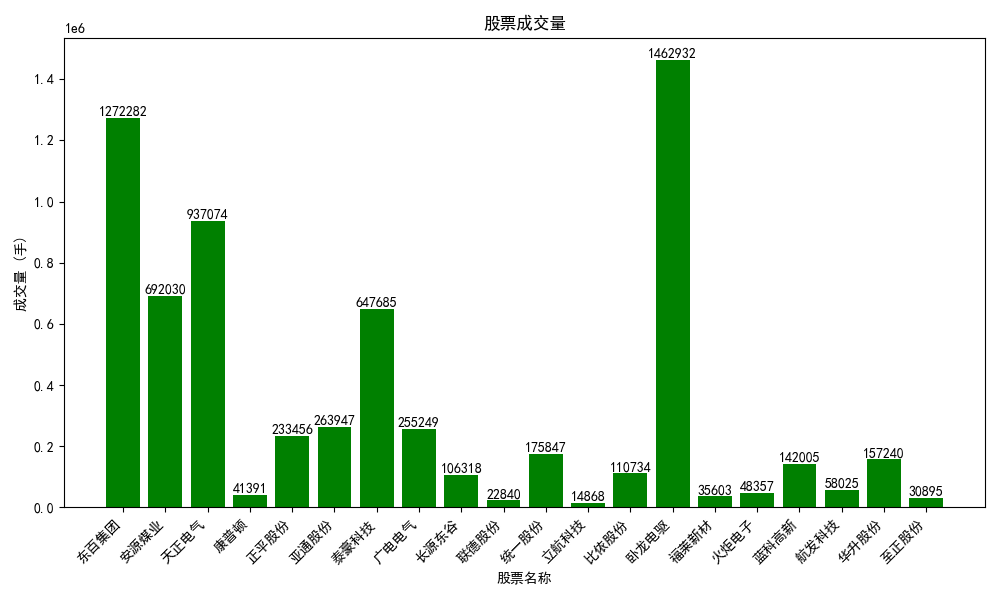 股票成交量
1e6
成交量（手）
1.4
1.2
1.0
0.8
0.6
0.4
0.2
0.0
1272282
692030
937074
41391
233456
263947
647685
255249
106318
22840
175847
14868
110734
1462932
35603
48357
142005
58025
157240
30895
东百集团
安源煤业
天正电气
康普顿
正平股份
亚通股份
泰豪科技
广电电气
长源东谷
联德股份
统一股份
立航科技
比依股份
卧龙电驱
福莱新材
火炬电子
蓝科高新
航发科技
华升股份
至正股份
股票名称